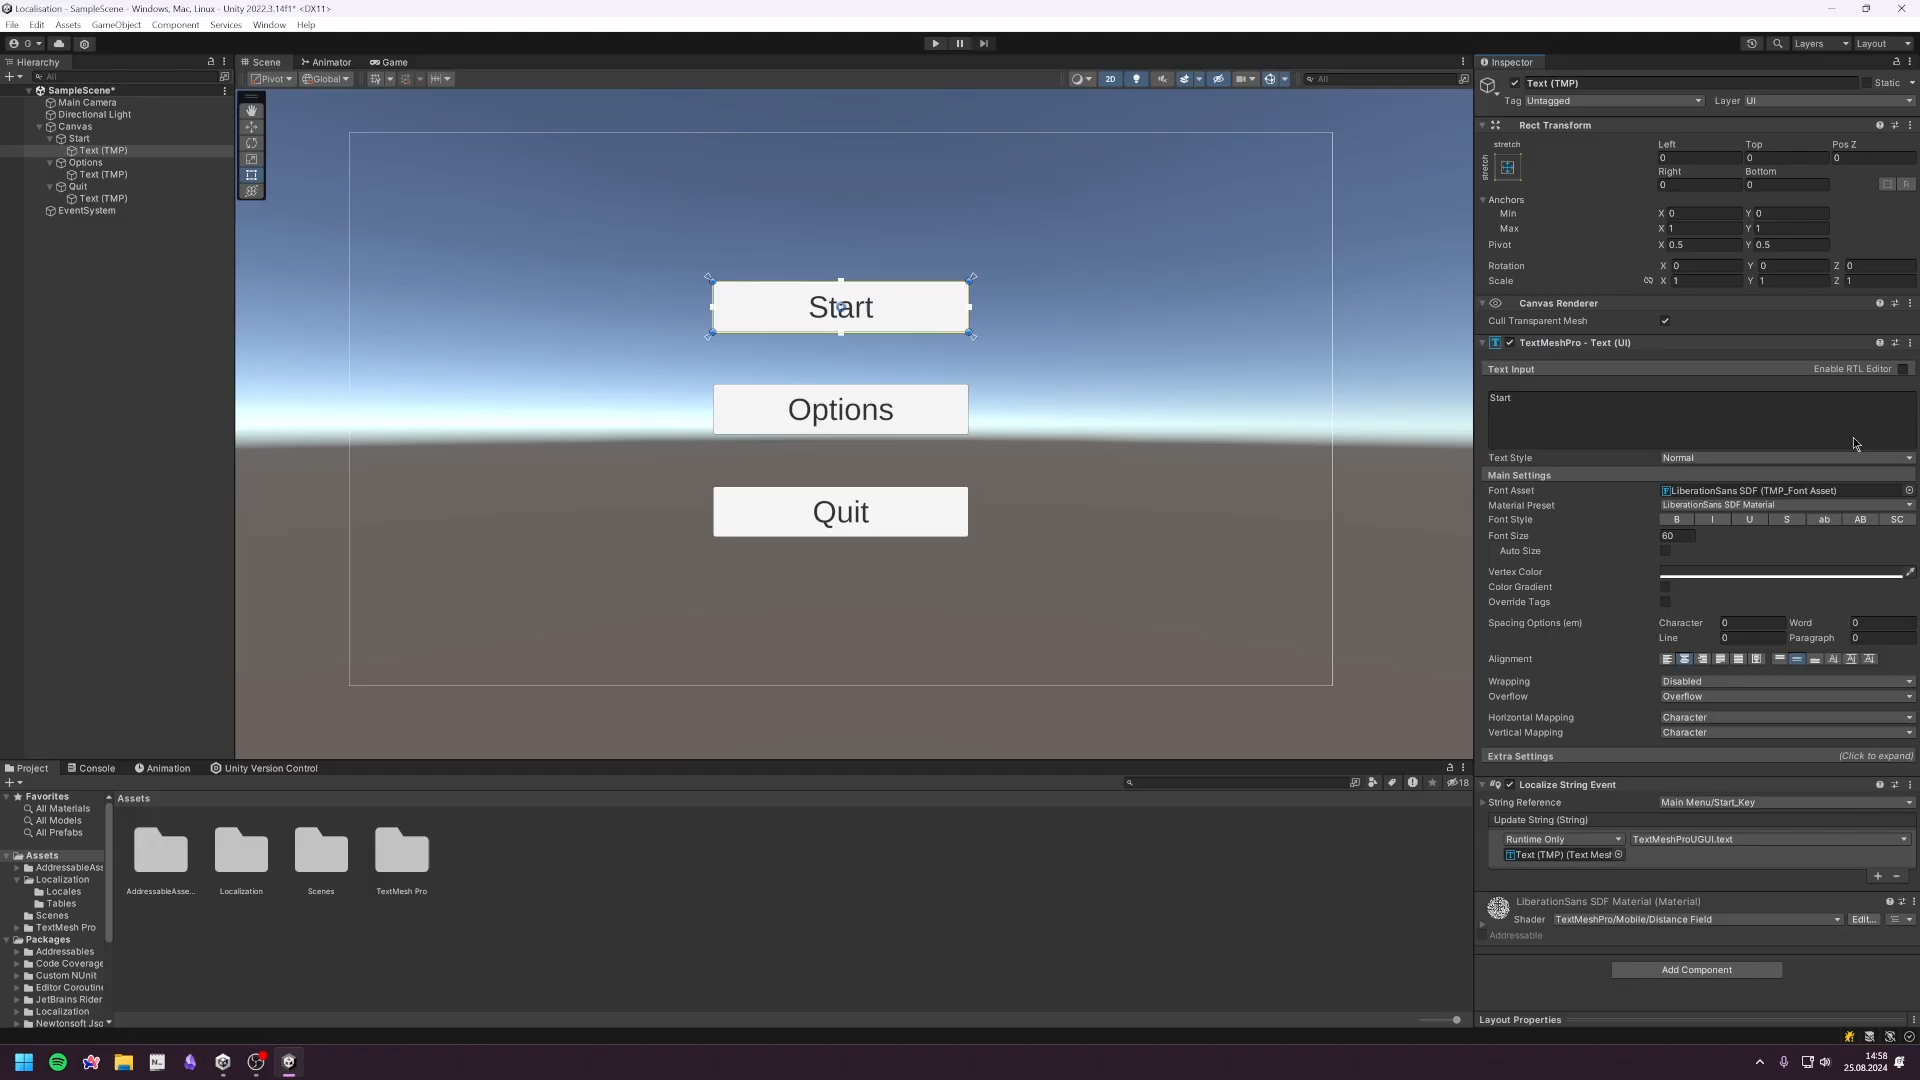 Localisation - SampleScene - Windows, Mac, Linux - Unity 2022.3.14f1* <DX11>
File Edit Assets GameObject Component Services Window Help
G
Layers Layout
Hierarchy
All
SampleScene*
Main Camera
Directional Light
Canvas
Start
Text (TMP)
Options
Text (TMP)
Quit
Text (TMP)
EventSystem
Scene Animator Game
Pivot Global 2D All
Start
Options
Quit
Inspector
Text (TMP) Static
Tag Untagged Layer UI
Rect Transform
stretch Left Top Pos Z
stretch 0 0 0
Right Bottom
0 0 R
Anchors
Min X 0 Y 0
Max X 1 Y 1
Pivot X 0.5 Y 0.5
Rotation X 0 Y 0 Z 0
Scale X 1 Y 1 Z 1
Canvas Renderer
Cull Transparent Mesh
TextMeshPro - Text (UI)
Text Input Enable RTL Editor
Start
Text Style Normal
Main Settings
Font Asset LiberationSans SDF (TMP_Font Asset)
Material Preset LiberationSans SDF Material
Font Style B I U S ab AB SC
Font Size 60
Auto Size
Vertex Color
Color Gradient
Override Tags
Spacing Options (em) Character 0 Word 0
Line 0 Paragraph 0
Alignment
Wrapping Disabled
Overflow Overflow
Horizontal Mapping Character
Vertical Mapping Character
Extra Settings (Click to expand)
Localize String Event
String Reference Main Menu/Start_Key
Update String (String)
Runtime Only TextMeshProUGUI.text
Text (TMP) (Text Mesh
LiberationSans SDF Material (Material)
Shader TextMeshPro/Mobile/Distance Field Edit...
Addressable
Add Component
Layout Properties
Project Console Animation Unity Version Control
18
Favorites
All Materials
All Models
All Prefabs
Assets
AddressableAss
Localization
Locales
Tables
Scenes
TextMesh Pro
Packages
Addressables
Code Coverage
Custom NUnit
Editor Coroutine
JetBrains Rider
Localization
Newtonsoft Jso
Assets
AddressableAsse... Localization Scenes TextMesh Pro
14:58
25.08.2024